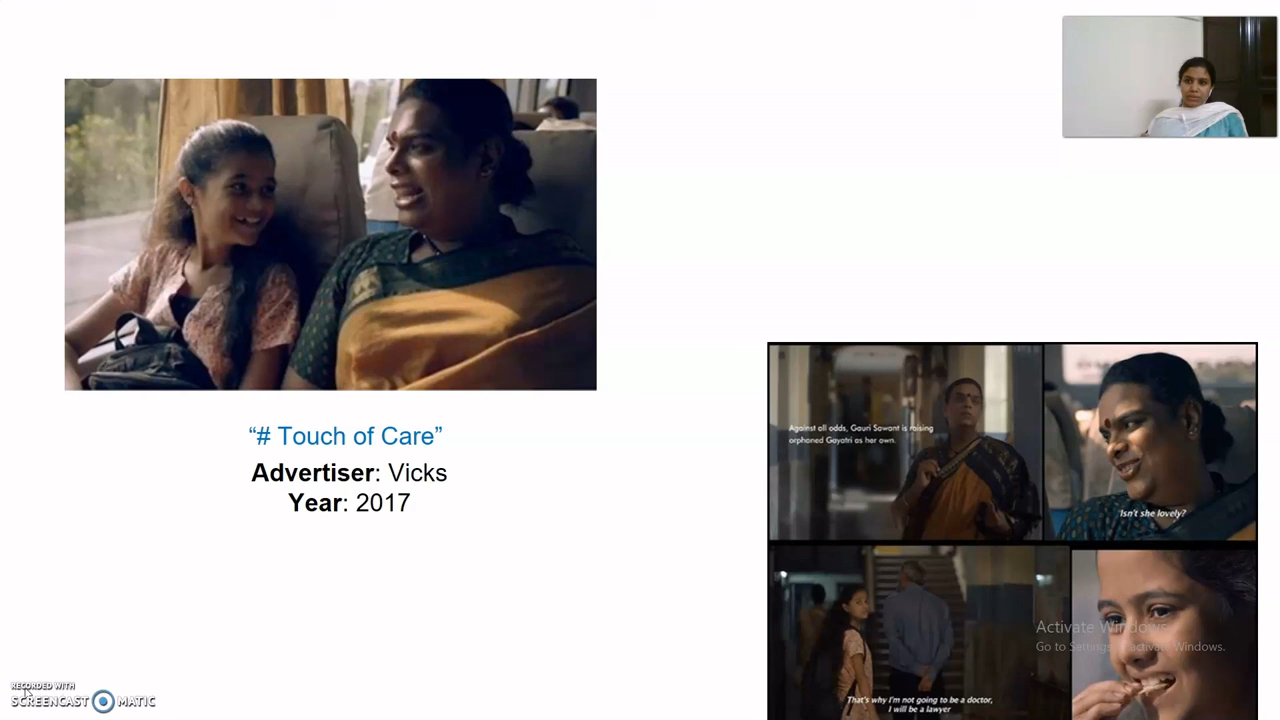 “# Touch of Care”
Advertiser: Vicks
Year: 2017
Against all odds, Gauri Sawant is raising
orphaned Gayatri as her own.
Isn't she lovely?
That's why I'm not going to be a doctor,
I will be a lawyer
Activate Windows
Go to Settings to activate Windows.
RECORDED WITH
SCREENCAST MATIC